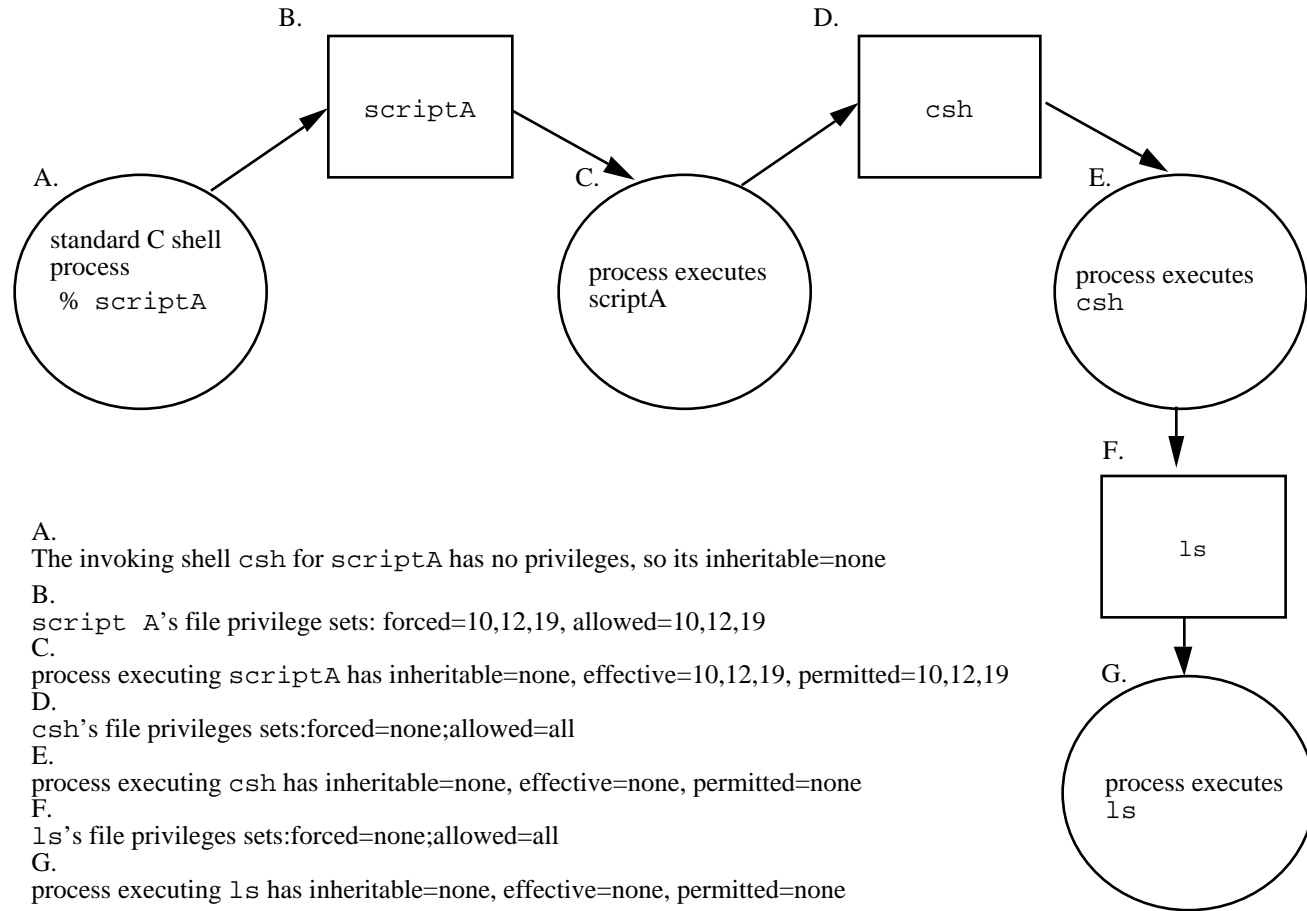 B.
scriptA
D.
csh
A.
standard C shell
process
% scriptA
C.
process executes
scriptA
E.
process executes
csh
F.
ls
G.
process executes
ls
A.
The invoking shell csh for scriptA has no privileges, so its inheritable=none
B.
script A’s file privilege sets: forced=10,12,19, allowed=10,12,19
C.
process executing scriptA has inheritable=none, effective=10,12,19, permitted=10,12,19
D.
csh’s file privileges sets:forced=none;allowed=all
E.
process executing csh has inheritable=none, effective=none, permitted=none
F.
ls’s file privileges sets:forced=none;allowed=all
G.
process executing ls has inheritable=none, effective=none, permitted=none